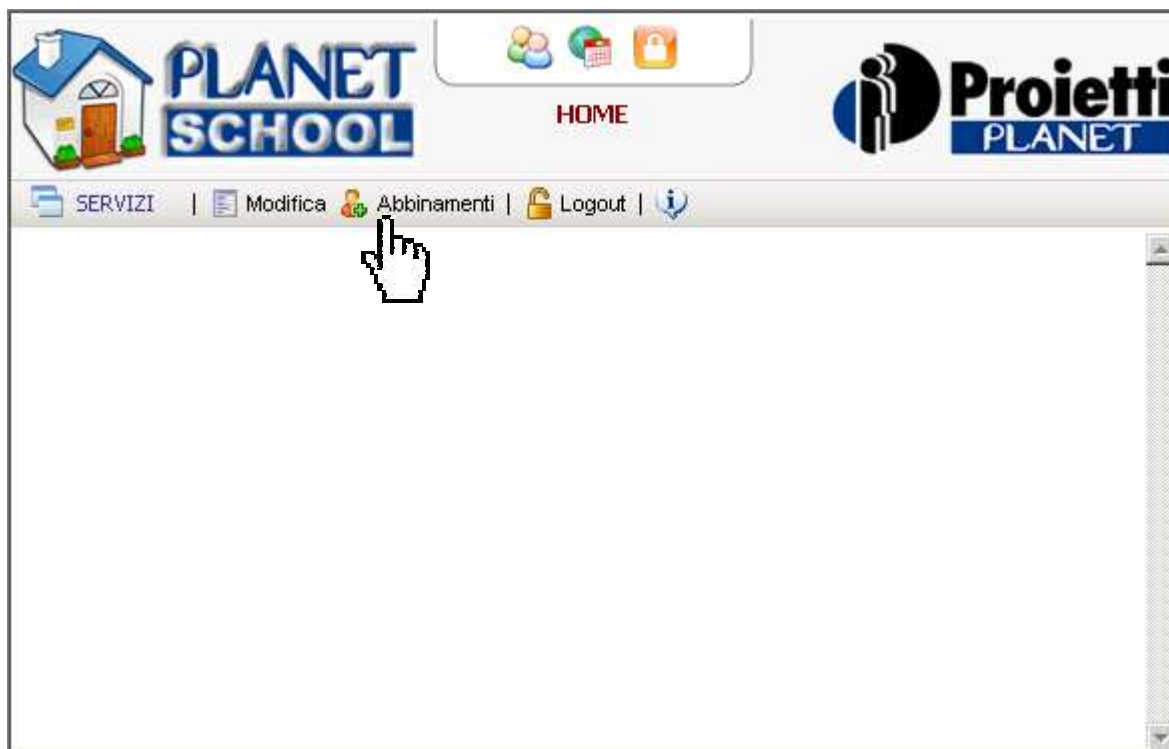 PLANET
SCHOOL
HOME
Proietti
PLANET
SERVIZI | Modifica Abbinamenti | Logout |